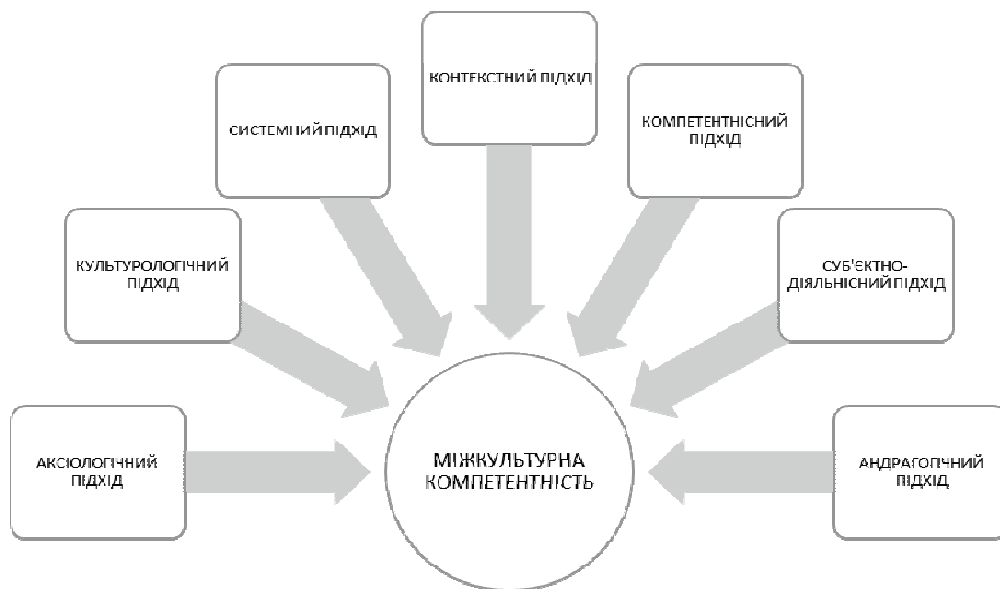 КОНТЕКСТНИЙ ПІДХІД
СИСТЕМНИЙ ПІДХІД
КОМПЕТЕНТНІСНИЙ
ПІДХІД
КУЛЬТУРОЛОГІЧНИЙ
ПІДХІД
СУБ'ЄКТНО-
ДІЯЛЬНІСНИЙ ПІДХІД
АКСІОЛОГІЧНИЙ
ПІДХІД
МІЖКУЛЬТУРНА
КОМПЕТЕНТНІСТЬ
АНДРАГОГІЧНИЙ
ПІДХІД